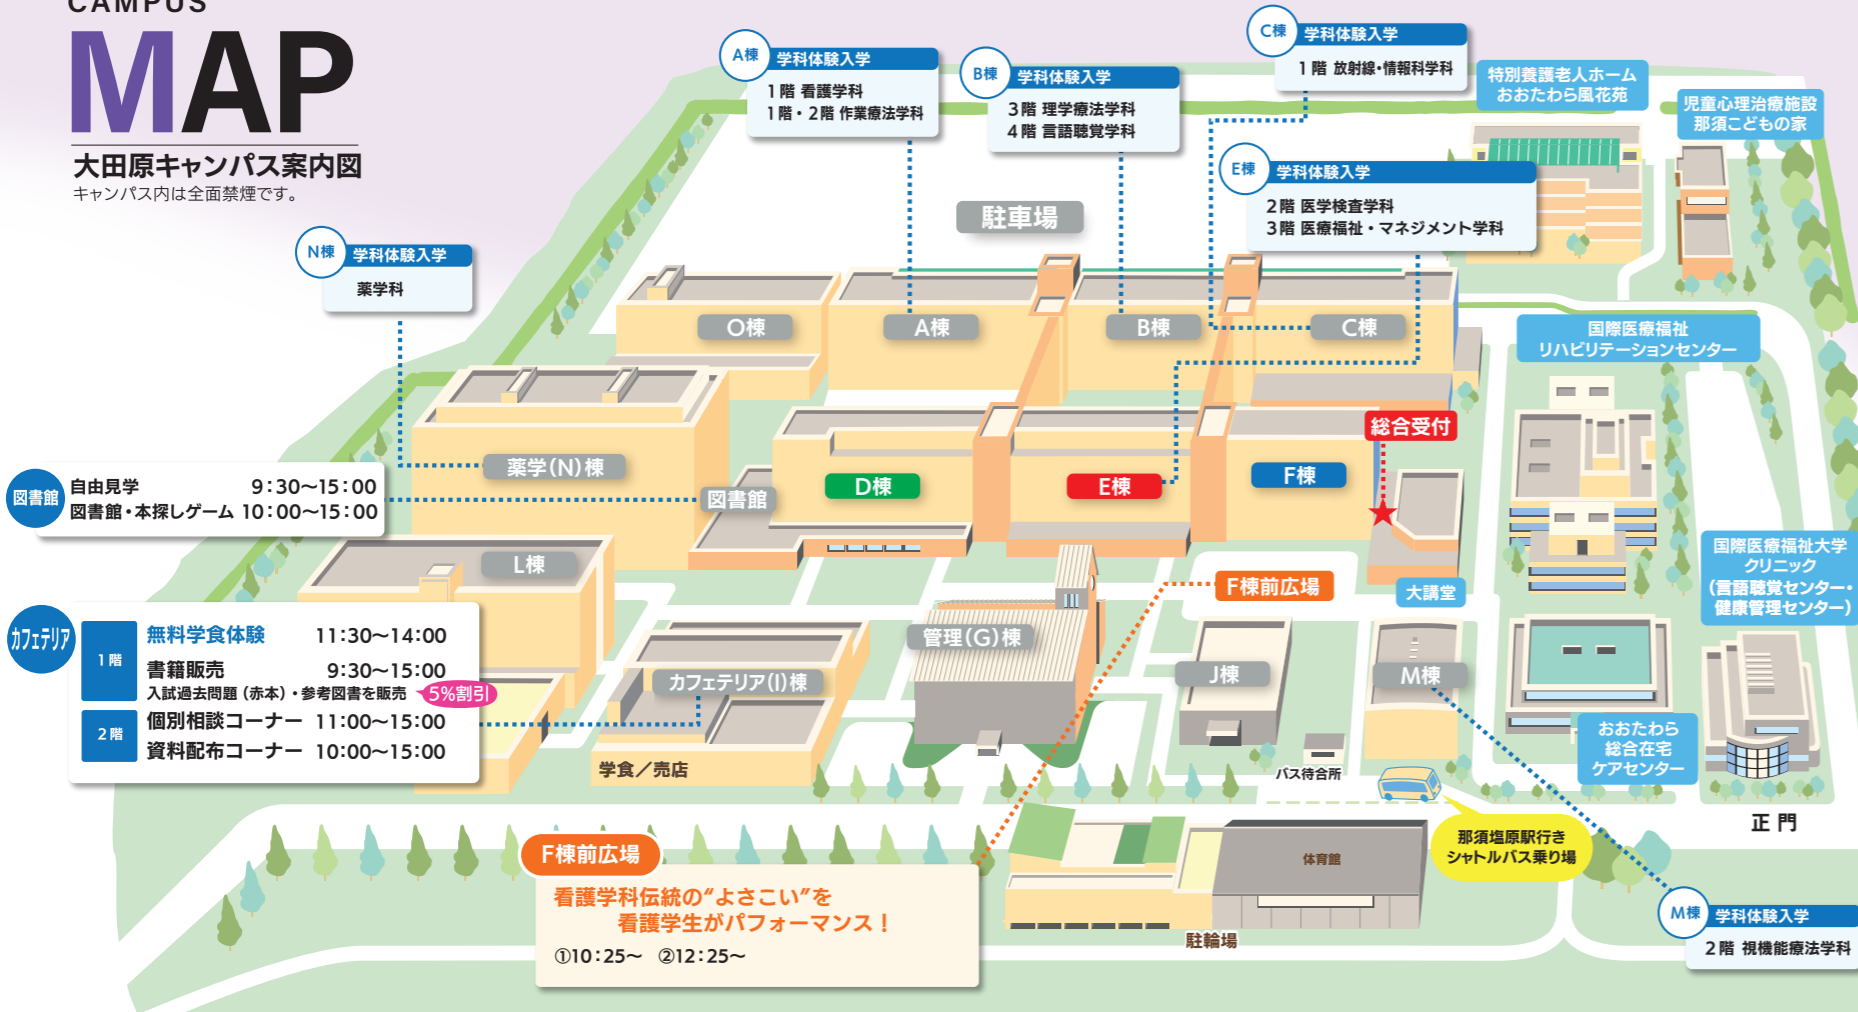 CAMPUS
MAP
大田原キャンパス案内図
キャンパス内は全面禁煙です。
A棟 学科体験入学
1階 看護学科
1階・2階 作業療法学科
B棟 学科体験入学
3階 理学療法学科
4階 言語聴覚学科
C棟 学科体験入学
1階 放射線・情報科学科
特別養護老人ホーム
おおたわら風花苑
児童心理治療施設
那須こどもの家
E棟 学科体験入学
2階 医学検査学科
3階 医療福祉・マネジメント学科
N棟 学科体験入学
薬学科
駐車場
O棟
A棟
B棟
C棟
国際医療福祉
リハビリテーションセンター
総合受付
薬学(N)棟
図書館
D棟
E棟
F棟
図書館
自由見学 9:30〜15:00
図書館・本探しゲーム 10:00〜15:00
L棟
F棟前広場
大講堂
国際医療福祉大学
クリニック
(言語聴覚センター・
健康管理センター)
カフェテリア
1階
無料学食体験 11:30〜14:00
書籍販売 9:30〜15:00
入試過去問題(赤本)・参考図書を販売 5%割引
2階
個別相談コーナー 11:00〜15:00
資料配布コーナー 10:00〜15:00
カフェテリア(I)棟
管理(G)棟
J棟
M棟
学食/売店
バス待合所
おおたわら
総合在宅
ケアセンター
正門
那須塩原駅行き
シャトルバス乗り場
F棟前広場
看護学科伝統の“よさこい”を
看護学生がパフォーマンス!
①10:25〜 ②12:25〜
体育館
駐輪場
M棟 学科体験入学
2階 視機能療法学科